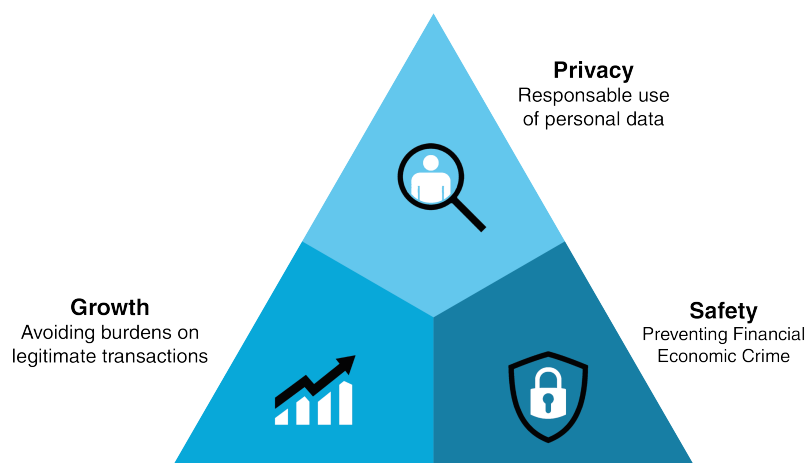 Privacy
Responsable use
of personal data
Growth
Avoiding burdens on
legitimate transactions
Safety
Preventing Financial
Economic Crime